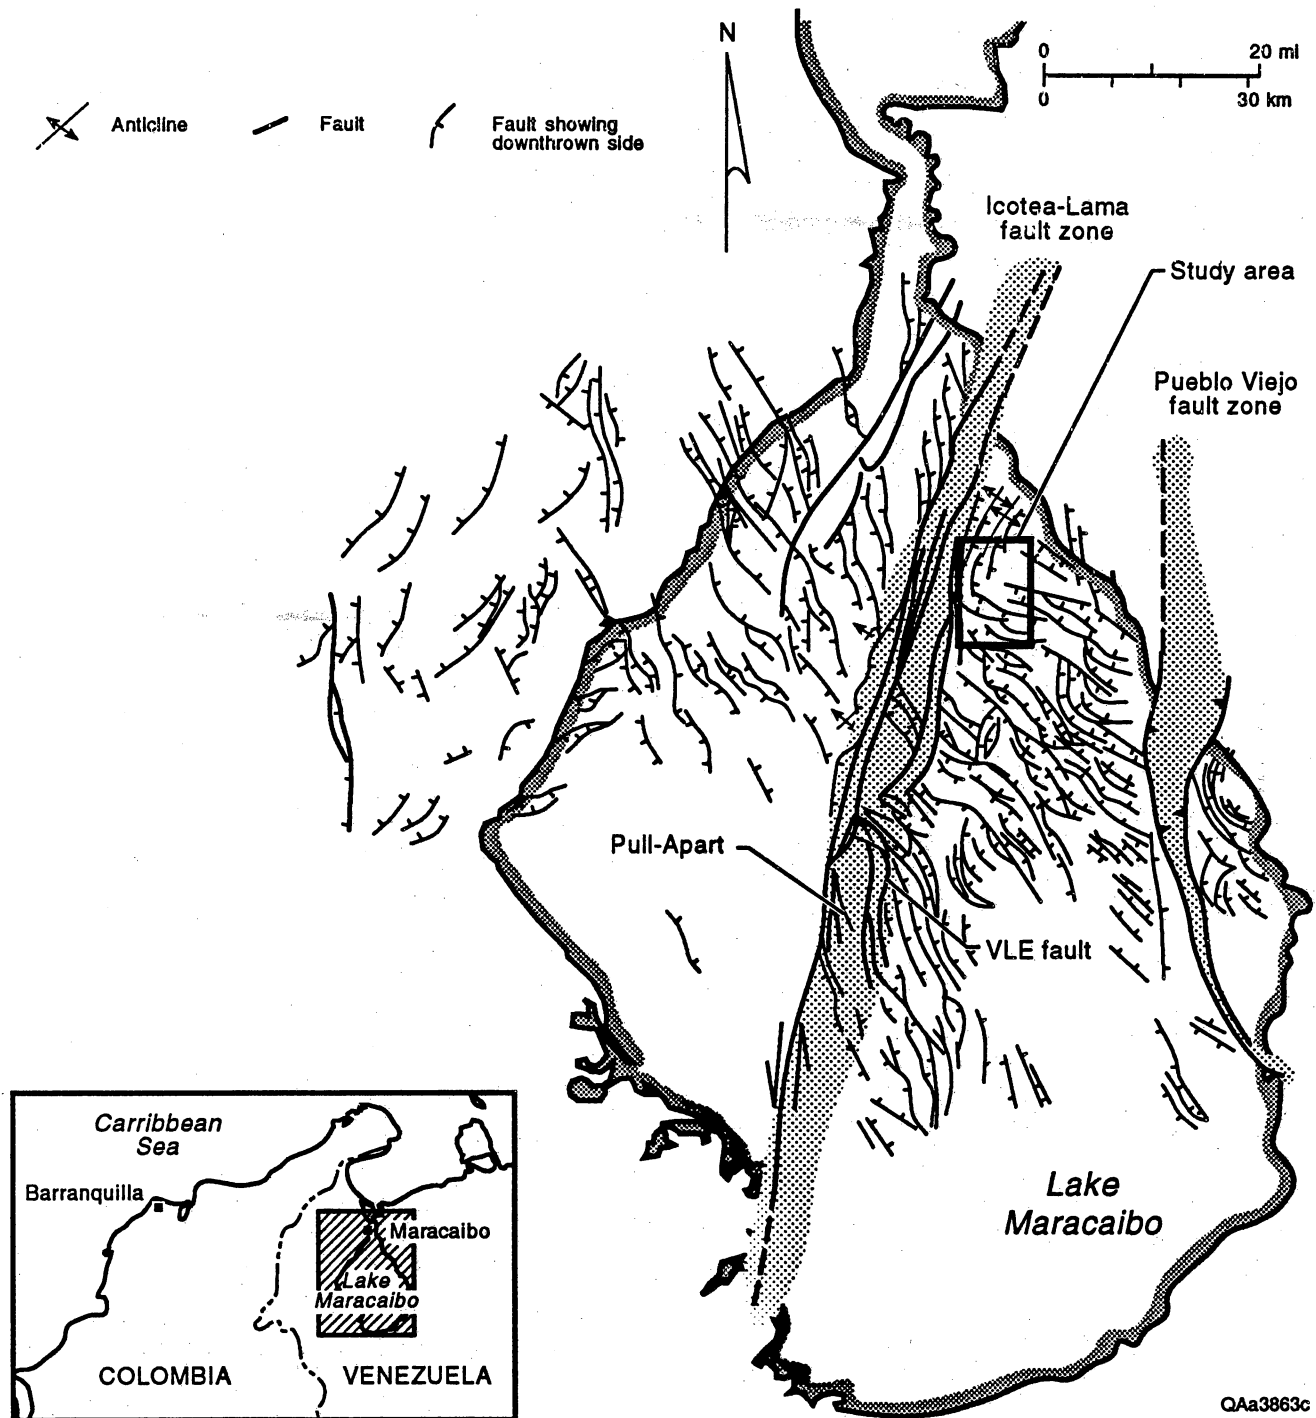 N
0 20 mi
0 30 km
Anticline
Fault
Fault showing
downthrown side
Icotea-Lama
fault zone
Study area
Pueblo Viejo
fault zone
Pull-Apart
VLE fault
Lake
Maracaibo
Carribbean
Sea
Barranquilla
Maracaibo
Lake
Maracaibo
COLOMBIA
VENEZUELA
QAa3863c